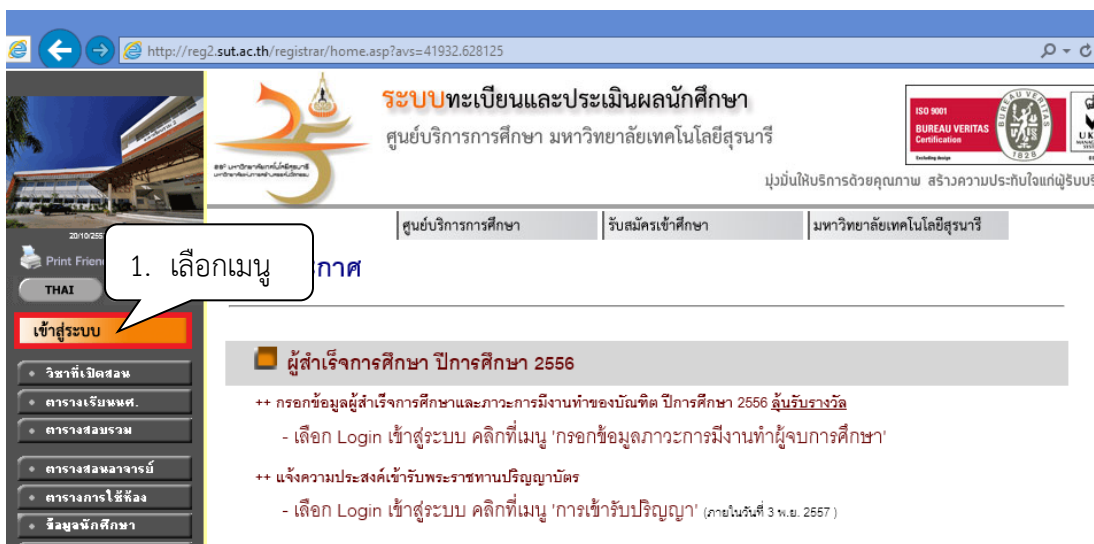 http://reg2.sut.ac.th/registrar/home.asp?avs=41932.628125
ระบบทะเบียนและประเมินผลนักศึกษา
ศูนย์บริการการศึกษา มหาวิทยาลัยเทคโนโลยีสุรนารี
ISO 9001
BUREAU VERITAS
Certification
BUREAU VERITAS
1828
มุ่งมั่นให้บริการด้วยคุณภาพ สร้างความประทับใจแก่ผู้รับบริ
ศูนย์บริการการศึกษา
รับสมัครเข้าศึกษา
มหาวิทยาลัยเทคโนโลยีสุรนารี
20/10/255
Print Frien
1. เลือกเมนู
กาศ
THAI
เข้าสู่ระบบ
วิชาที่เปิดสอน
ตารางเรียนนศ.
ตารางสอบรวม
ตารางสอนอาจารย์
ตารางการใช้ห้อง
ข้อมูลนักศึกษา
ผู้สำเร็จการศึกษา ปีการศึกษา 2556
++ กรอกข้อมูลผู้สำเร็จการศึกษาและภาวะการมีงานทำของบัณฑิต ปีการศึกษา 2556 ลุ้นรับรางวัล
- เลือก Login เข้าสู่ระบบ คลิกที่เมนู 'กรอกข้อมูลภาวะการมีงานทำผู้จบการศึกษา'
++ แจ้งความประสงค์เข้ารับพระราชทานปริญญาบัตร
- เลือก Login เข้าสู่ระบบ คลิกที่เมนู 'การเข้ารับปริญญา' (ภายในวันที่ 3 พ.ย. 2557 )